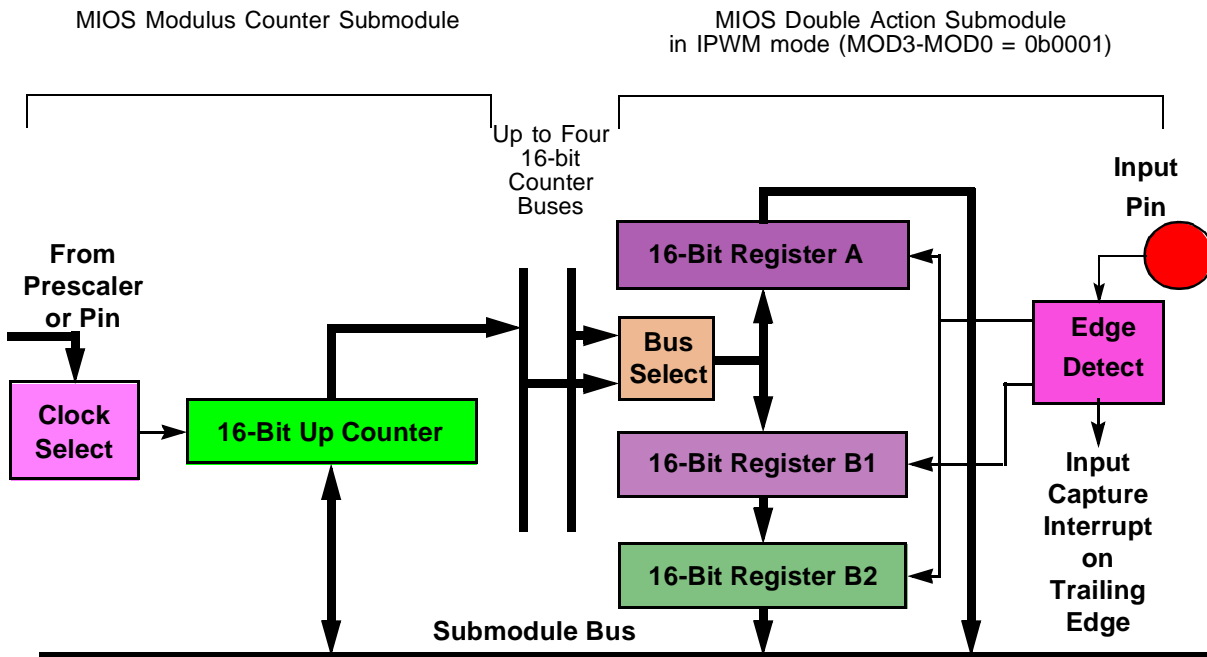 MIOS Modulus Counter Submodule
MIOS Double Action Submodule
in IPWM mode (MOD3-MOD0 = 0b0001)
Up to Four
16-bit
Counter
Buses
Input
Pin
From
Prescaler
or Pin
16-Bit Register A
Bus
Select
Edge
Detect
Clock
Select
16-Bit Up Counter
16-Bit Register B1
Input
Capture
Interrupt
on
Trailing
Edge
16-Bit Register B2
Submodule Bus